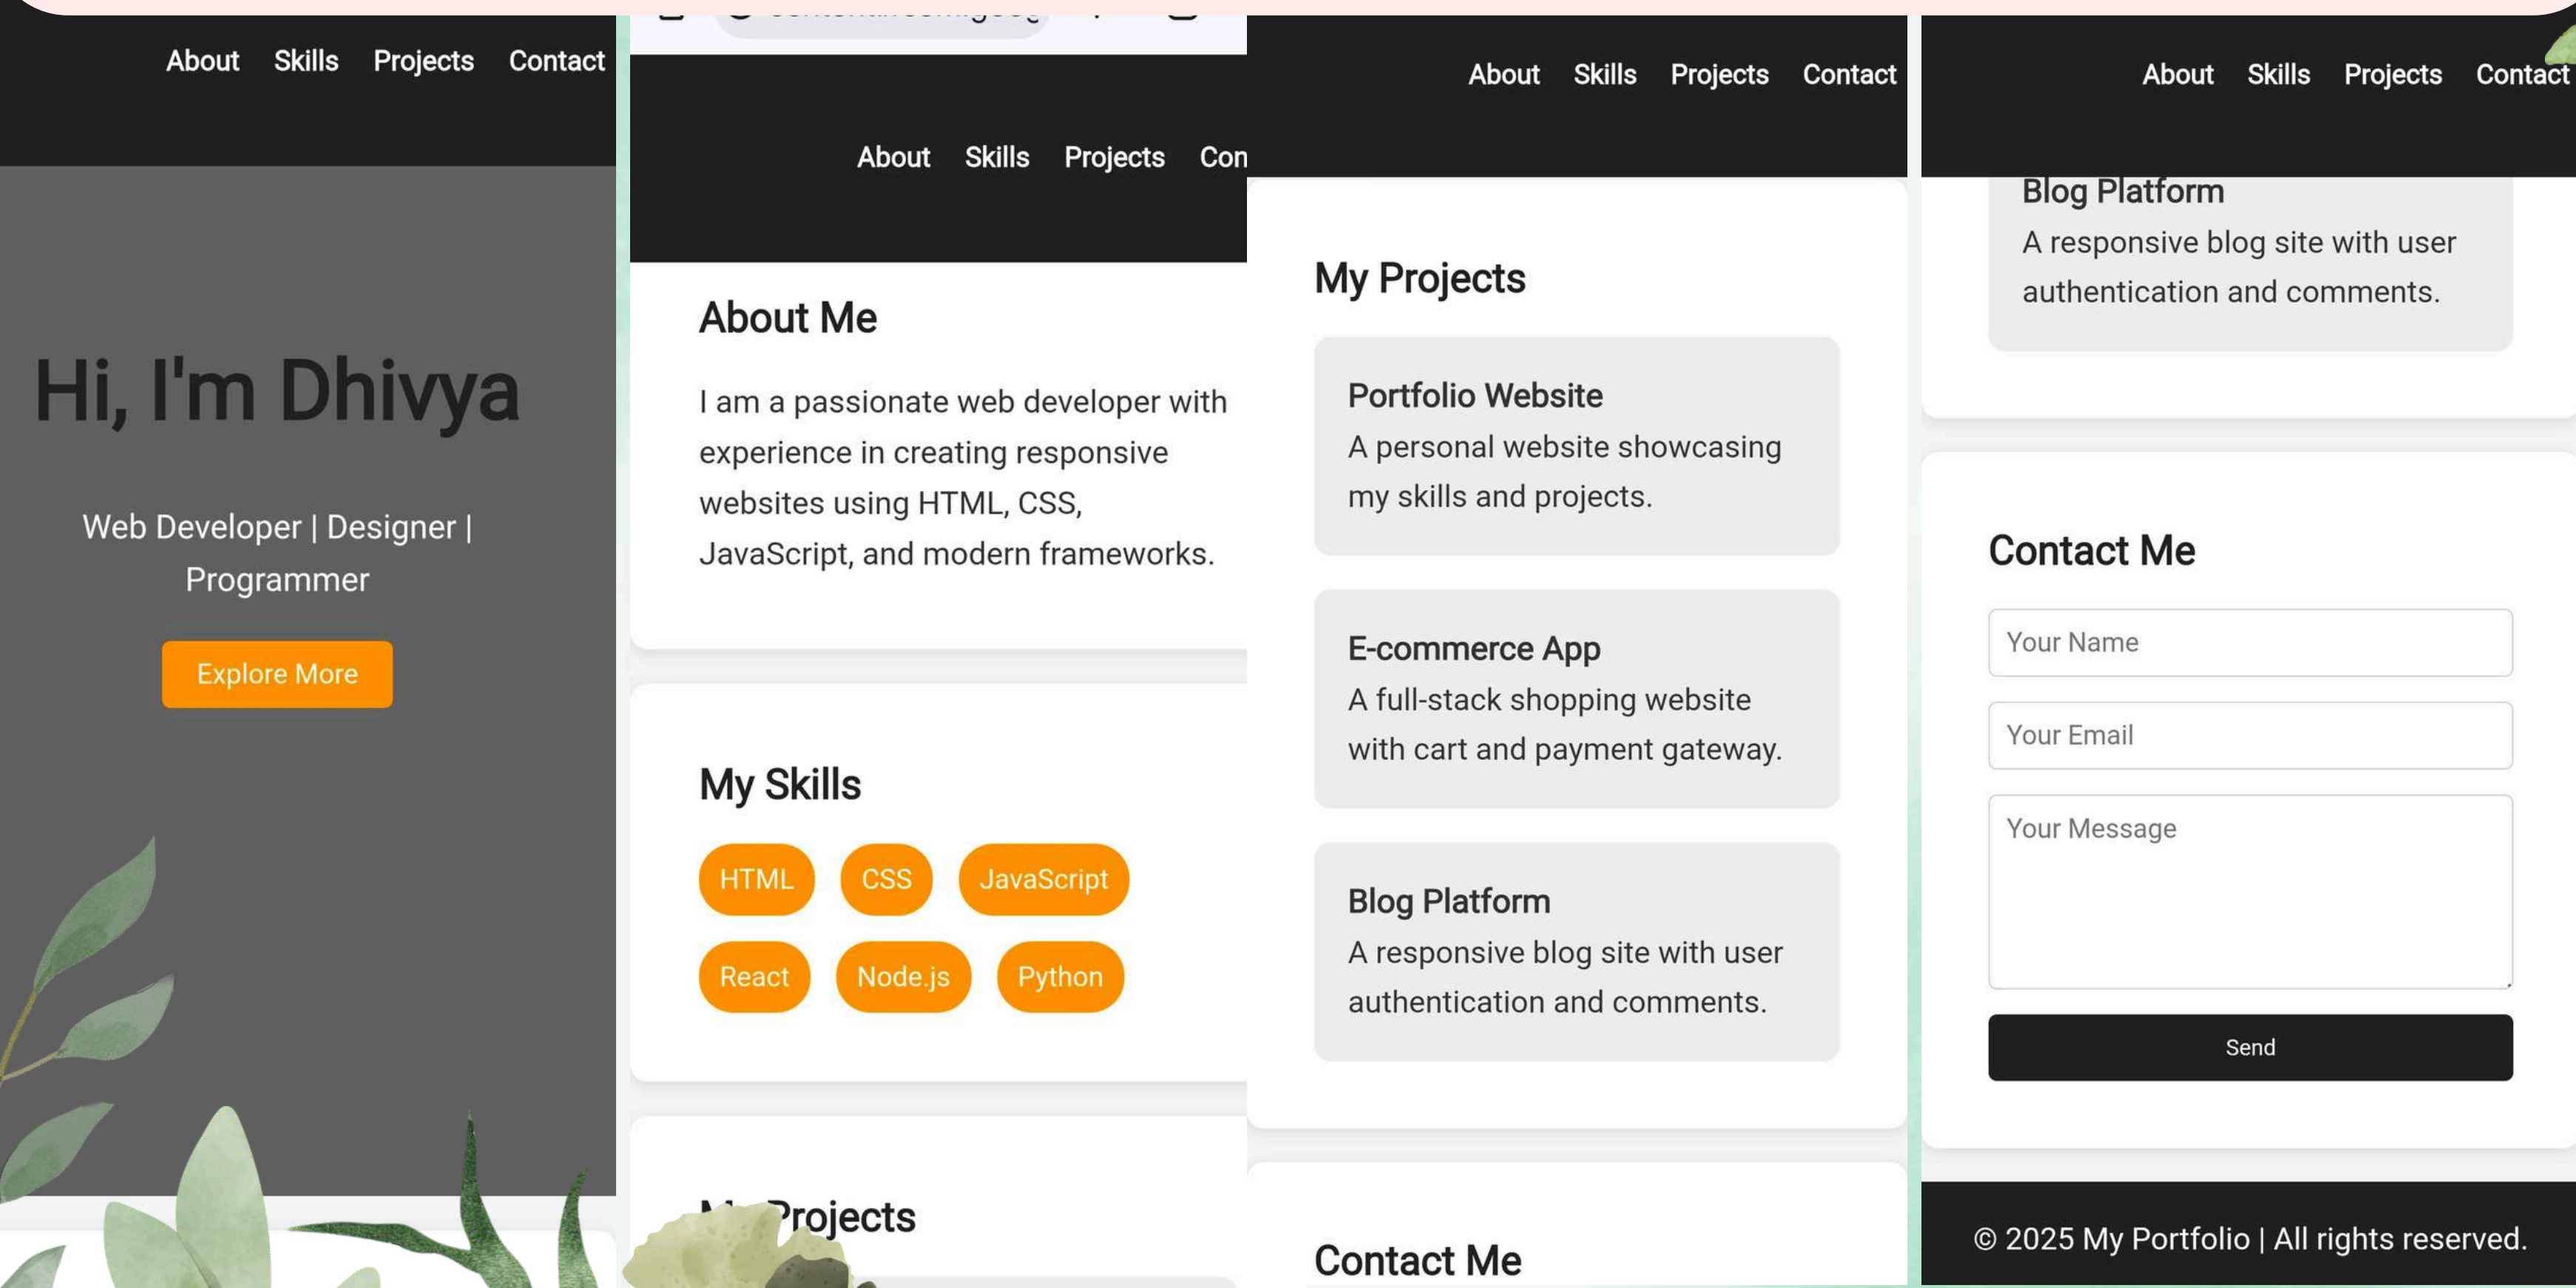 About Skills Projects Contact
Hi, I'm Dhivya
Web Developer | Designer |
Programmer
Explore More
About Skills Projects
About Me
I am a passionate web developer with
experience in creating responsive
websites using HTML, CSS,
JavaScript, and modern frameworks.
My Skills
HTML CSS JavaScript
React Node.js Python
My Projects
About Skills Projects Contact
My Projects
Portfolio Website
A personal website showcasing
my skills and projects.
E-commerce App
A full-stack shopping website
with cart and payment gateway.
Blog Platform
A responsive blog site with user
authentication and comments.
Contact Me
About Skills Projects Contact
Blog Platform
A responsive blog site with user
authentication and comments.
Contact Me
Your Name
Your Email
Your Message
Send
© 2025 My Portfolio | All rights reserved.